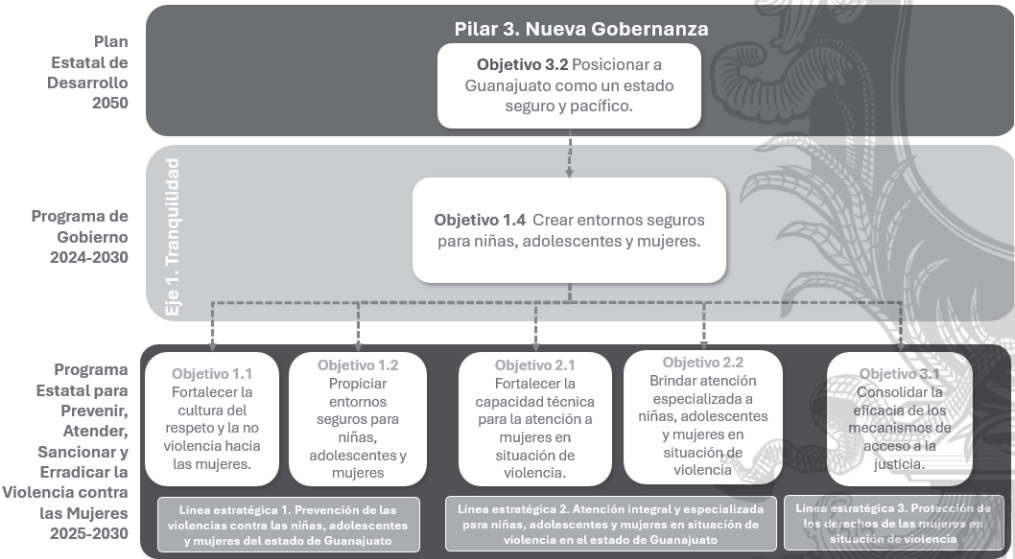 Plan
Estatal de
Desarrollo
2050
Pilar 3. Nueva Gobernanza
Objetivo 3.2 Posicionar a
Guanajuato como un estado
seguro y pacífico.
Programa de
Gobierno
2024-2030
Eje 1. Tranquilidad
Objetivo 1.4 Crear entornos seguros
para niñas, adolescentes y mujeres.
Programa
Estatal para
Prevenir,
Atender,
Sancionar y
Erradicar la
Violencia contra
las Mujeres
2025-2030
Objetivo 1.1
Fortalecer la
cultura del
respeto y la no
violencia hacia
las mujeres.
Objetivo 1.2
Propiciar
entornos
seguros para
niñas,
adolescentes y
mujeres
Objetivo 2.1
Fortalecer la
capacidad técnica
para la atención a
mujeres en
situación de
violencia.
Objetivo 2.2
Brindar atención
especializada a
niñas, adolescentes
y mujeres en
situación de
violencia
Objetivo 3.1
Consolidar la
eficacia de los
mecanismos de
acceso a la
justicia.
Línea estratégica 1. Prevención de las
violencias contra las niñas, adolescentes
y mujeres del estado de Guanajuato
Línea estratégica 2. Atención integral y especializada
para niñas, adolescentes y mujeres en situación de
violencia en el estado de Guanajuato
Línea estratégica 3. Protección de
los derechos de las mujeres en
situación de violencia